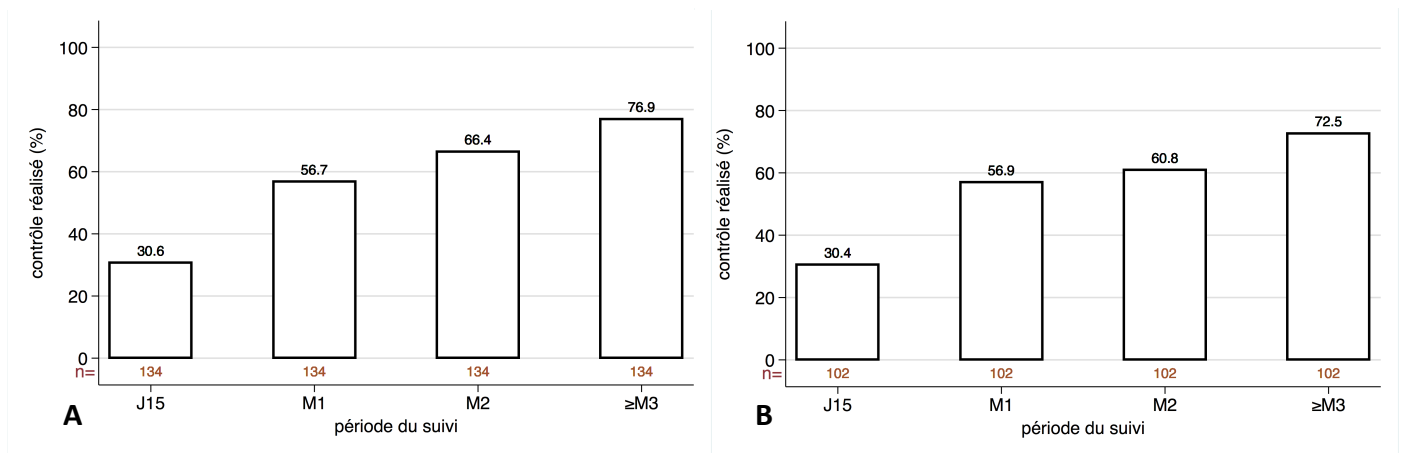 contrôle réalisé (%)
100
80
60
40
20
0
30.6
56.7
66.4
76.9
n= 134 134 134 134
J15 M1 M2 ≥M3
période du suivi
A
contrôle réalisé (%)
100
80
60
40
20
0
30.4
56.9
60.8
72.5
n= 102 102 102 102
J15 M1 M2 ≥M3
période du suivi
B